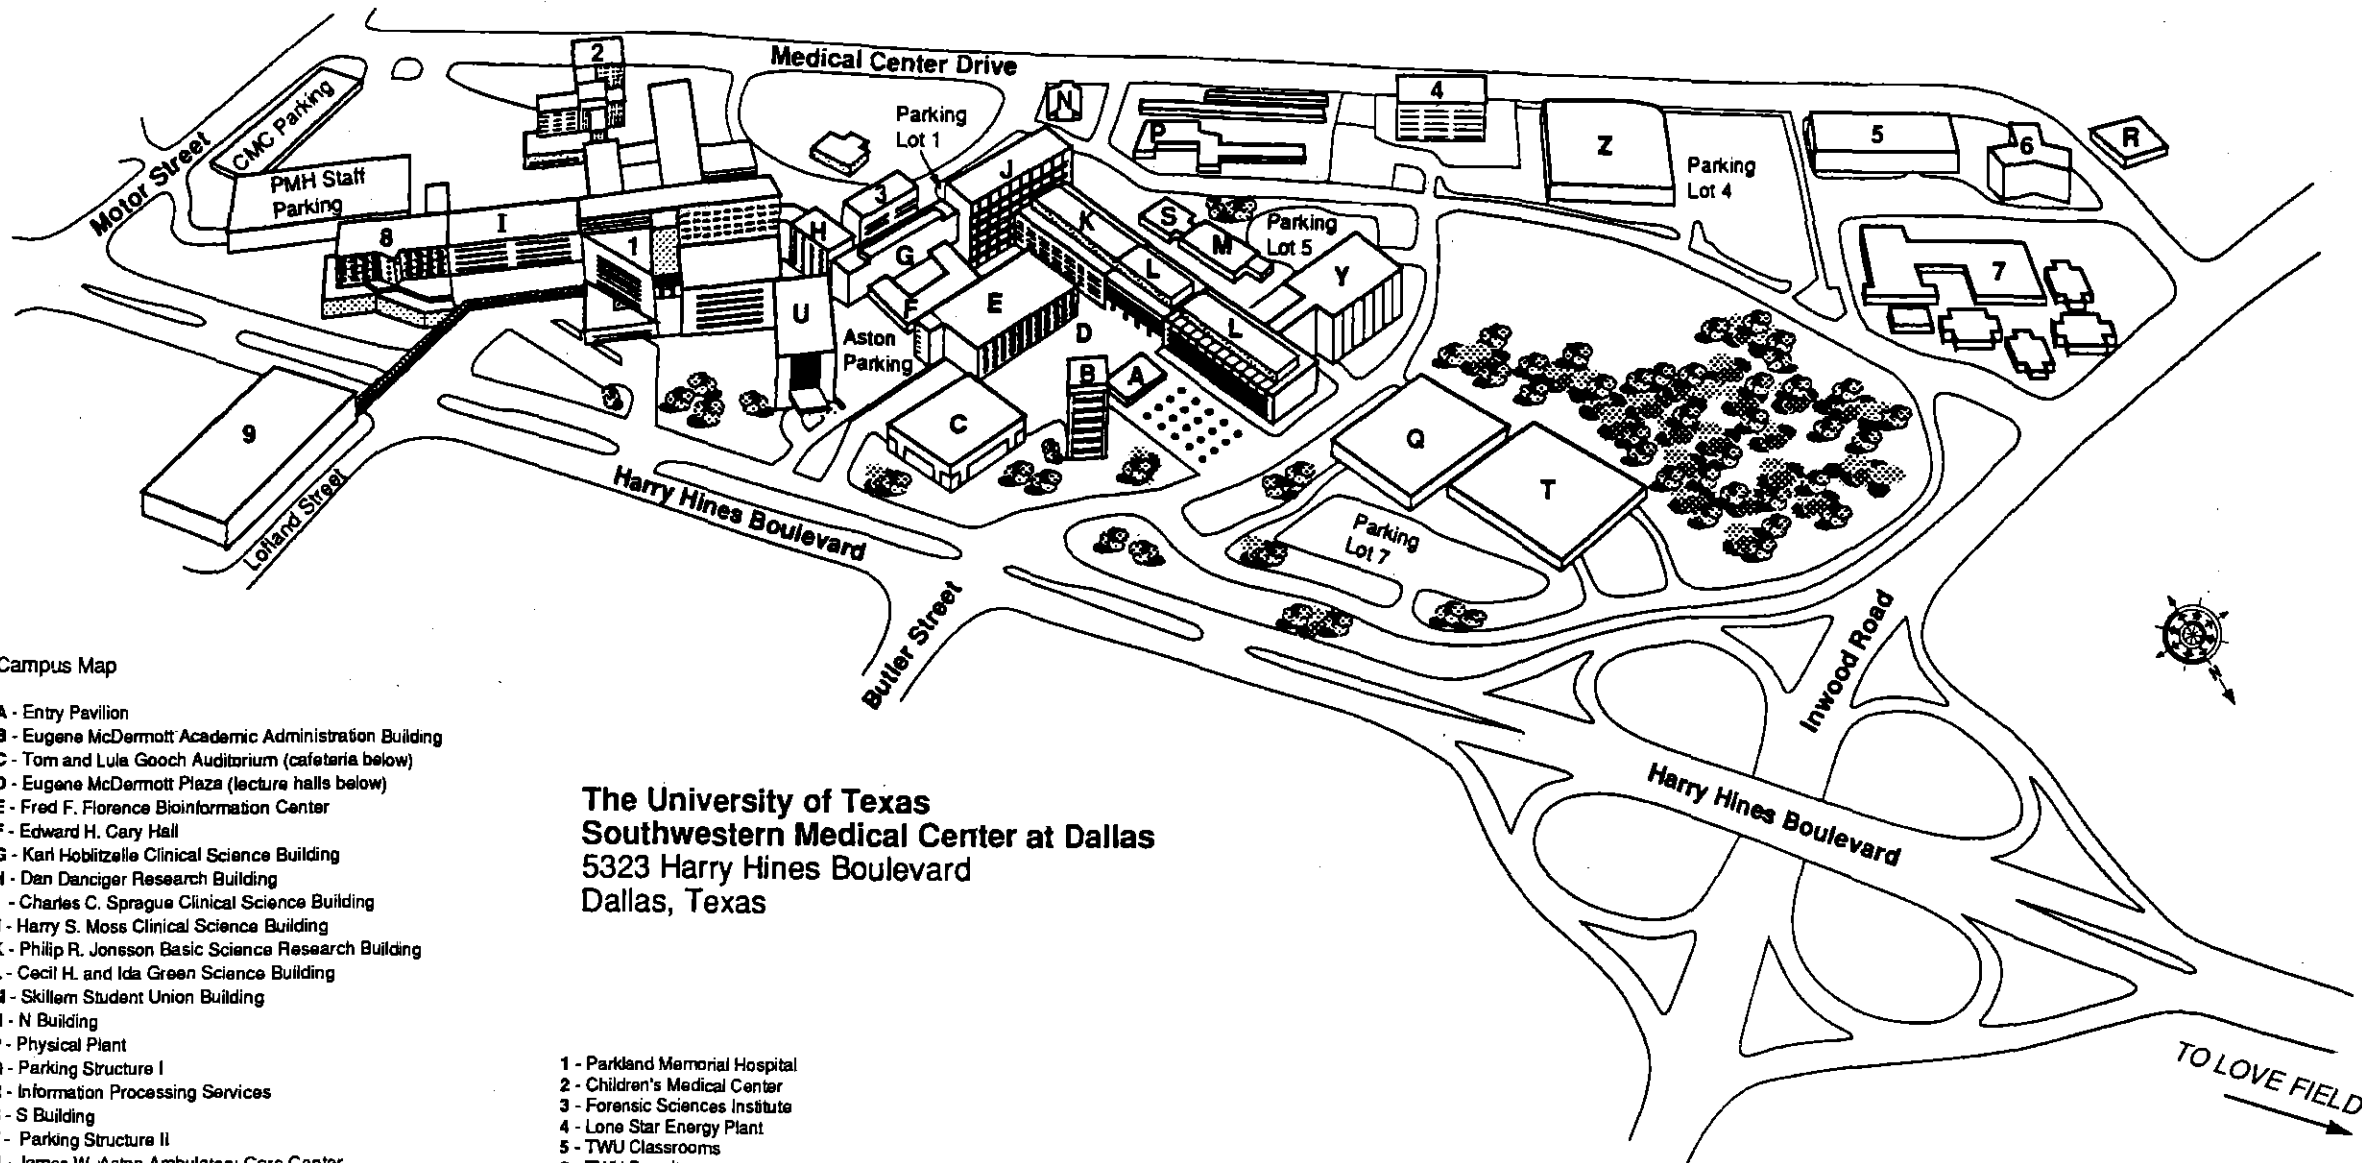 Medical Center Drive
2
N
4
CMC Parking
Parking
Lot 1
P
Z
5
6
R
Motor Street
PMH Staff
Parking
J
Parking
Lot 4
3
I
8
1
H
G
K
S
M
Parking
Lot 5
L
Y
7
U
F
E
D
L
Aston
Parking
B
A
9
C
Q
T
Lofland Street
Harry Hines Boulevard
Parking
Lot 7
Butler Street
Inwood Road
N
Harry Hines Boulevard
TO LOVE FIELD
Campus Map
A - Entry Pavilion
B - Eugene McDermott Academic Administration Building
C - Tom and Lula Gooch Auditorium (cafeteria below)
D - Eugene McDermott Plaza (lecture halls below)
E - Fred F. Florence Bioinformation Center
F - Edward H. Cary Hall
G - Karl Hoblitzelle Clinical Science Building
H - Dan Danciger Research Building
- Charles C. Sprague Clinical Science Building
- Harry S. Moss Clinical Science Building
K - Philip R. Jonsson Basic Science Research Building
- Cecil H. and Ida Green Science Building
- Skillern Student Union Building
- N Building
- Physical Plant
- Parking Structure I
- Information Processing Services
- S Building
- Parking Structure II
- James W. Aston Ambulatory Care Center
The University of Texas
Southwestern Medical Center at Dallas
5323 Harry Hines Boulevard
Dallas, Texas
1 - Parkland Memorial Hospital
2 - Children's Medical Center
3 - Forensic Sciences Institute
4 - Lone Star Energy Plant
5 - TWU Classrooms